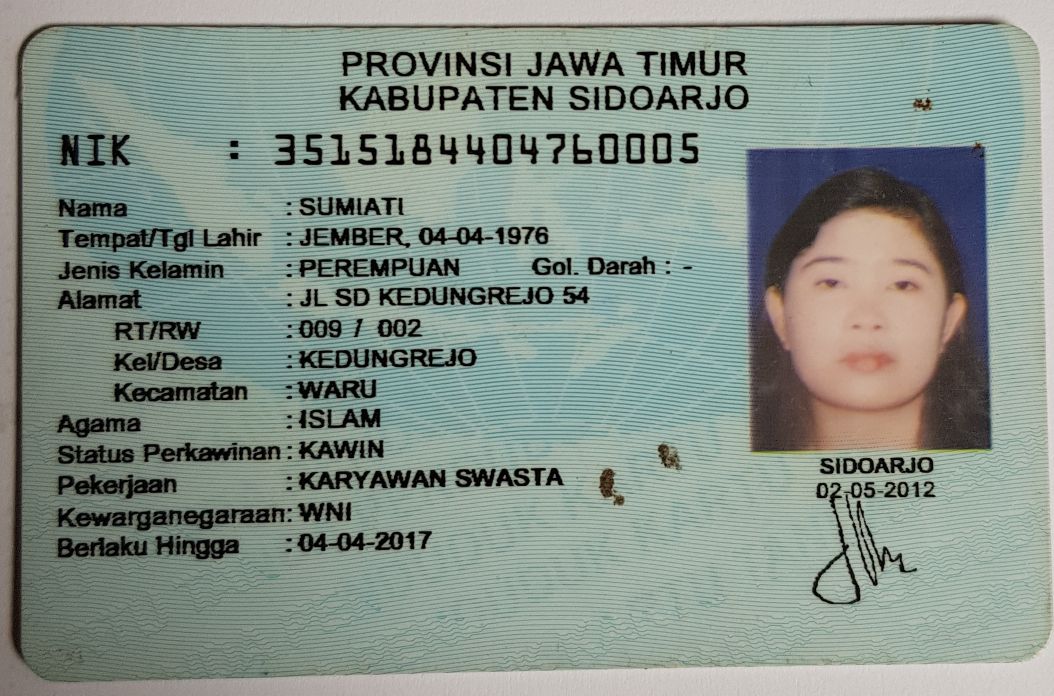 PROVINSI JAWA TIMUR
KABUPATEN SIDOARJO
NIK : 3515184404760005
Nama : SUMIATI
Tempat/Tgl Lahir : JEMBER, 04-04-1976
Jenis Kelamin : PEREMPUAN Gol. Darah : -
Alamat : JL SD KEDUNGREJO 54
RT/RW : 009 / 002
Kel/Desa : KEDUNGREJO
Kecamatan : WARU
Agama : ISLAM
Status Perkawinan : KAWIN
Pekerjaan : KARYAWAN SWASTA
Kewarganegaraan : WNI
Berlaku Hingga : 04-04-2017
SIDOARJO
02-05-2012